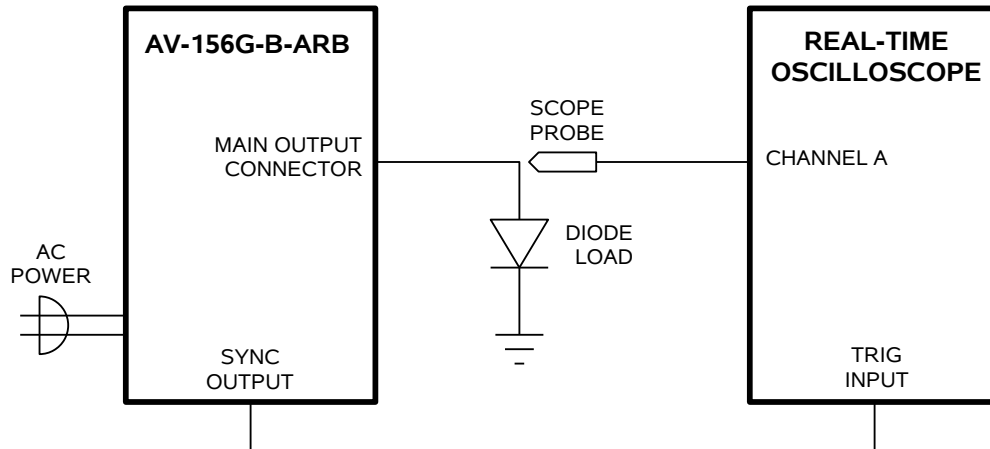 AV-156G-B-ARB
REAL-TIME
OSCILLOSCOPE
SCOPE
PROBE
MAIN OUTPUT
CONNECTOR
CHANNEL A
DIODE
LOAD
AC
POWER
SYNC
OUTPUT
TRIG
INPUT